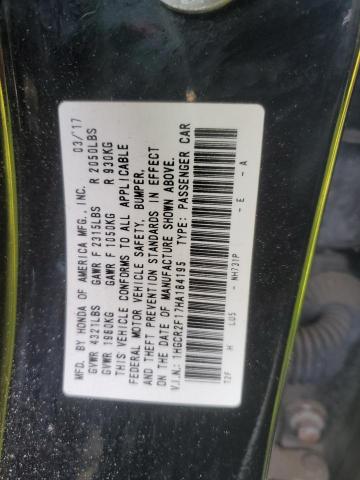 MFD. BY HONDA OF AMERICA MFG., INC. 03/'17
GVWR 4321LBS GAWR F 2315LBS R 2050LBS
GVWR 1960KG GAWR F 1050KG R 930KG
THIS VEHICLE CONFORMS TO ALL APPLICABLE
FEDERAL MOTOR VEHICLE SAFETY, BUMPER,
AND THEFT PREVENTION STANDARDS IN EFFECT
ON THE DATE OF MANUFACTURE SHOWN ABOVE.
V.I.N.: 1HGCR2F17HA184195 TYPE: PASSENGER CAR
NH731P - E - A
T2F H LU5